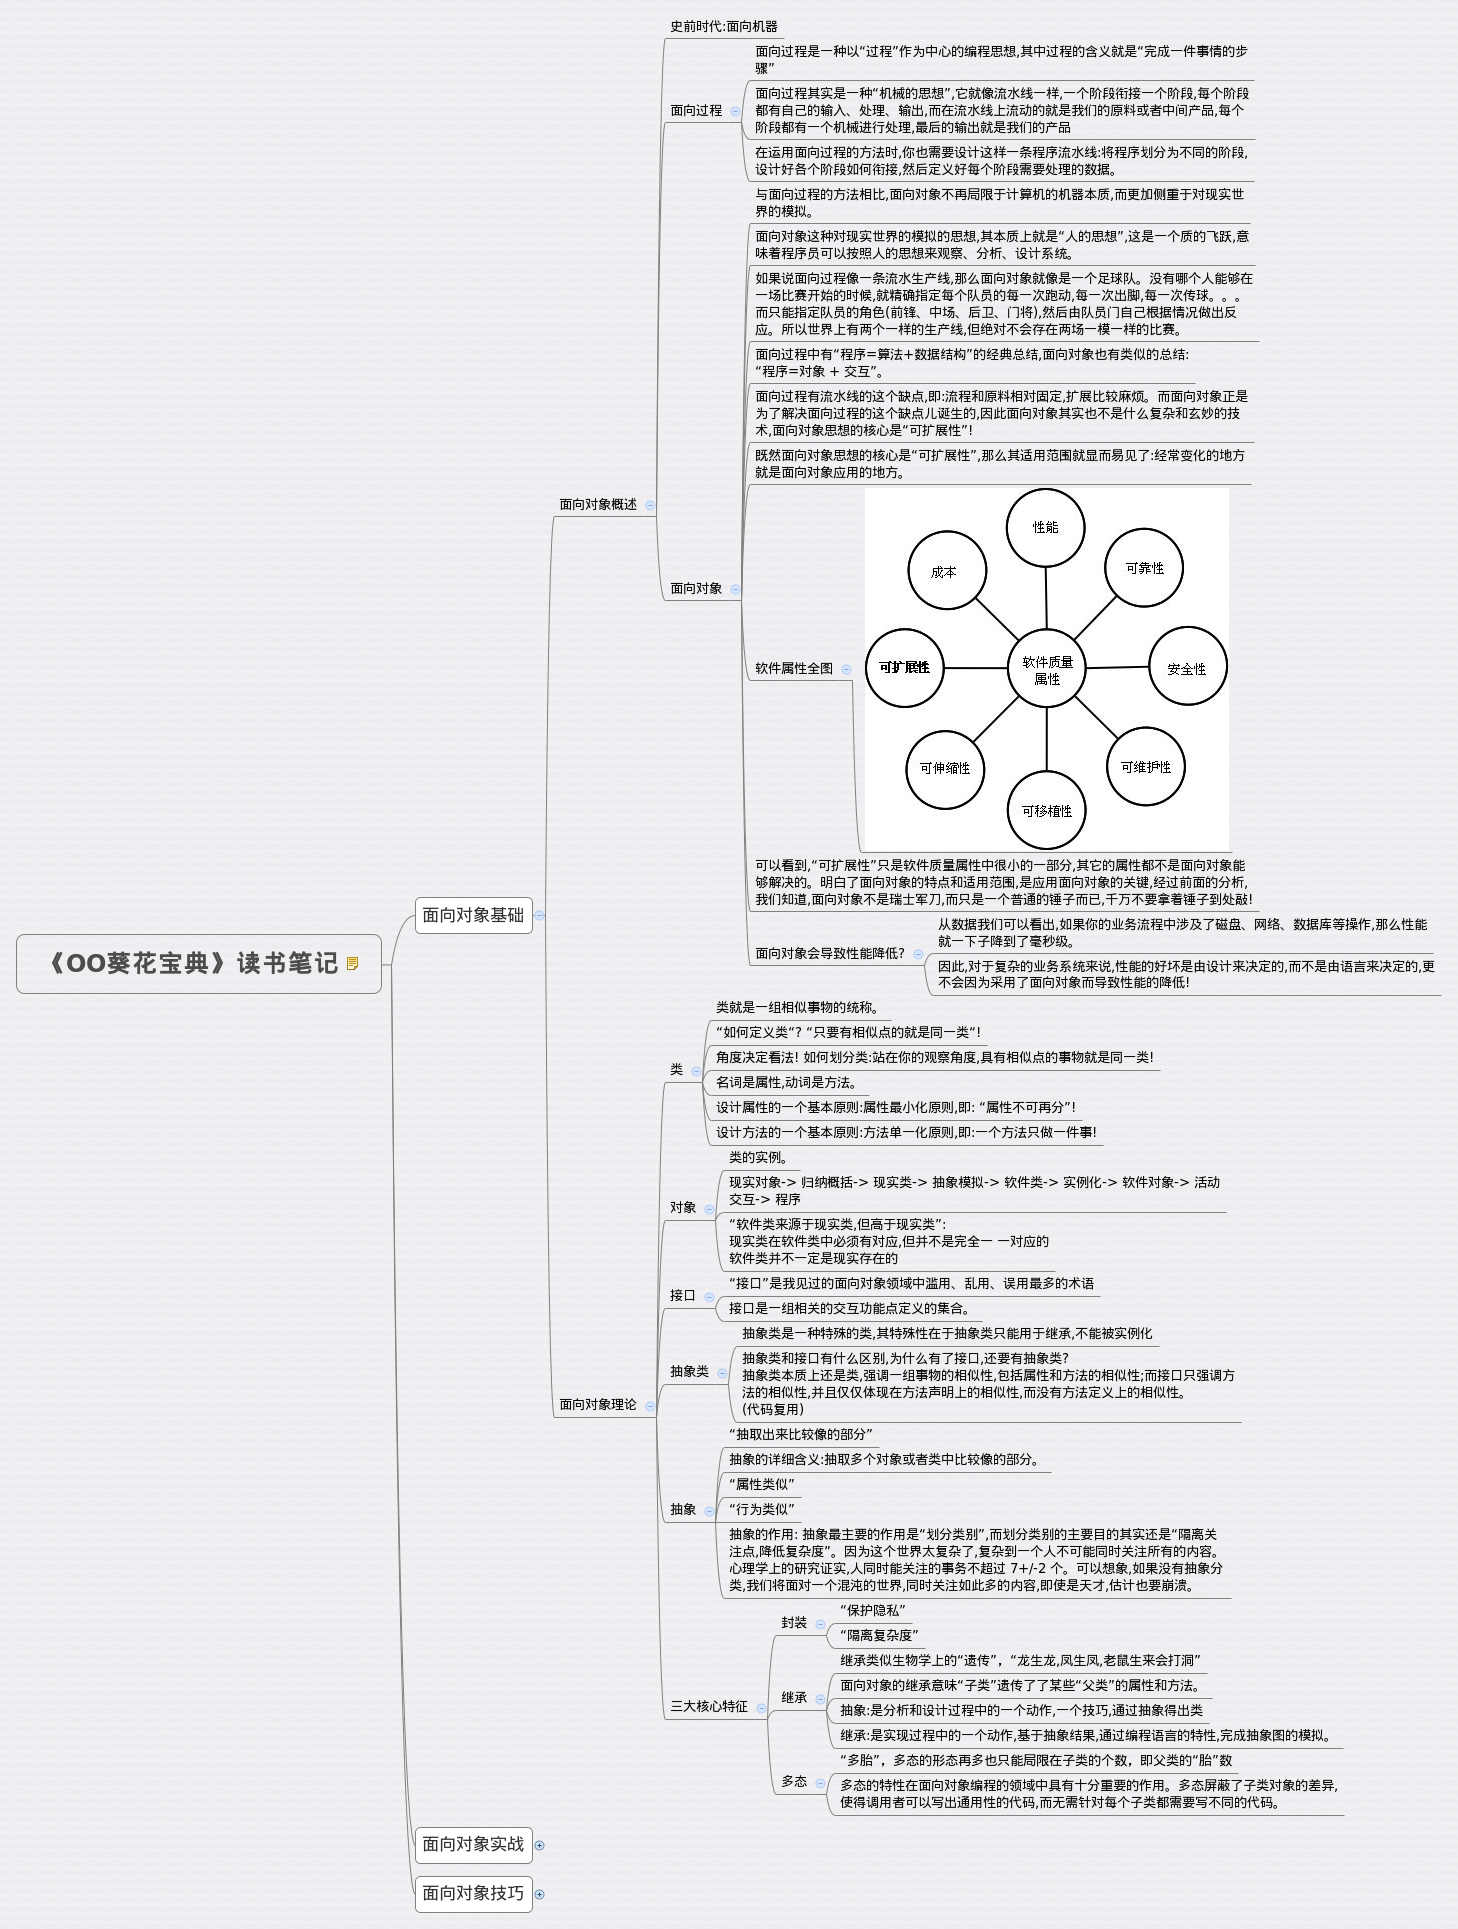 《OO葵花宝典》读书笔记
面向对象基础
面向对象概述
史前时代:面向机器
面向过程
面向过程是一种以“过程”作为中心的编程思想,其中过程的含义就是“完成一件事情的步
骤”
面向过程其实是一种“机械的思想”,它就像流水线一样,一个阶段衔接一个阶段,每个阶段
都有自己的输入、处理、输出,而在流水线上流动的就是我们的原料或者中间产品,每个
阶段都有一个机械进行处理,最后的输出就是我们的产品
在运用面向过程的方法时,你也需要设计这样一条程序流水线:将程序划分为不同的阶段,
设计好各个阶段如何衔接,然后定义好每个阶段需要处理的数据。
面向对象
与面向过程的方法相比,面向对象不再局限于计算机的机器本质,而更加侧重于对现实世
界的模拟。
面向对象这种对现实世界的模拟的思想,其本质上就是“人的思想”,这是一个质的飞跃,意
味着程序员可以按照人的思想来观察、分析、设计系统。
如果说面向过程像一条流水生产线,那么面向对象就像是一个足球队。没有哪个人能够在
一场比赛开始的时候,就精确指定每个队员的每一次跑动,每一次出脚,每一次传球。。。
而只能指定队员的角色(前锋、中场、后卫、门将),然后由队员门自己根据情况做出反
应。所以世界上有两个一样的生产线,但绝对不会存在两场一模一样的比赛。
面向过程中有“程序=算法+数据结构”的经典总结,面向对象也有类似的总结:
“程序=对象 + 交互”。
面向过程有流水线的这个缺点,即:流程和原料相对固定,扩展比较麻烦。而面向对象正是
为了解决面向过程的这个缺点儿诞生的,因此面向对象其实也不是什么复杂和玄妙的技
术,面向对象思想的核心是“可扩展性”!
既然面向对象思想的核心是“可扩展性”,那么其适用范围就显而易见了:经常变化的地方
就是面向对象应用的地方。
软件属性全图
性能
成本
可靠性
可扩展性
软件质量
属性
安全性
可伸缩性
可维护性
可移植性
可以看到,“可扩展性”只是软件质量属性中很小的一部分,其它的属性都不是面向对象能
够解决的。明白了面向对象的特点和适用范围,是应用面向对象的关键,经过前面的分析,
我们知道,面向对象不是瑞士军刀,而只是一个普通的锤子而已,千万不要拿着锤子到处敲!
面向对象会导致性能降低?
从数据我们可以看出,如果你的业务流程中涉及了磁盘、网络、数据库等操作,那么性能
就一下子降到了毫秒级。
因此,对于复杂的业务系统来说,性能的好坏是由设计来决定的,而不是由语言来决定的,更
不会因为采用了面向对象而导致性能的降低!
面向对象理论
类
类就是一组相似事物的统称。
“如何定义类“? “只要有相似点的就是同一类“!
角度决定看法! 如何划分类:站在你的观察角度,具有相似点的事物就是同一类!
名词是属性,动词是方法。
设计属性的一个基本原则:属性最小化原则,即: “属性不可再分”!
设计方法的一个基本原则:方法单一化原则,即:一个方法只做一件事!
对象
类的实例。
现实对象-> 归纳概括-> 现实类-> 抽象模拟-> 软件类-> 实例化-> 软件对象-> 活动
交互-> 程序
“软件类来源于现实类,但高于现实类”:
现实类在软件类中必须有对应,但并不是完全一 一对应的
软件类并不一定是现实存在的
接口
“接口”是我见过的面向对象领域中滥用、乱用、误用最多的术语
接口是一组相关的交互功能点定义的集合。
抽象类
抽象类是一种特殊的类,其特殊性在于抽象类只能用于继承,不能被实例化
抽象类和接口有什么区别,为什么有了接口,还要有抽象类?
抽象类本质上还是类,强调一组事物的相似性,包括属性和方法的相似性;而接口只强调方
法的相似性,并且仅仅体现在方法声明上的相似性,而没有方法定义上的相似性。
(代码复用)
抽象
“抽取出来比较像的部分”
抽象的详细含义:抽取多个对象或者类中比较像的部分。
“属性类似”
“行为类似”
抽象的作用: 抽象最主要的作用是“划分类别”,而划分类别的主要目的其实还是“隔离关
注点,降低复杂度”。因为这个世界太复杂了,复杂到一个人不可能同时关注所有的内容。
心理学上的研究证实,人同时能关注的事务不超过 7+/-2 个。可以想象,如果没有抽象分
类,我们将面对一个混沌的世界,同时关注如此多的内容,即使是天才,估计也要崩溃。
三大核心特征
封装
“保护隐私”
“隔离复杂度”
继承
继承类似生物学上的“遗传”，“龙生龙,凤生凤,老鼠生来会打洞”
面向对象的继承意味“子类”遗传了了某些“父类”的属性和方法。
抽象:是分析和设计过程中的一个动作,一个技巧,通过抽象得出类
继承:是实现过程中的一个动作,基于抽象结果,通过编程语言的特性,完成抽象图的模拟。
多态
“多胎”，多态的形态再多也只能局限在子类的个数，即父类的“胎”数
多态的特性在面向对象编程的领域中具有十分重要的作用。多态屏蔽了子类对象的差异,
使得调用者可以写出通用性的代码,而无需针对每个子类都需要写不同的代码。
面向对象实战
面向对象技巧